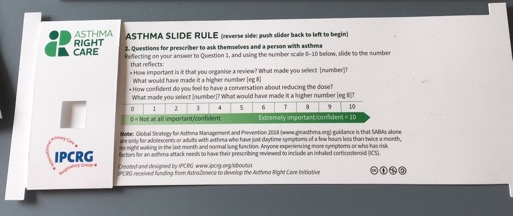 ASTHMA
RIGHT
CARE
ASTHMA SLIDE RULE (reverse side: push slider back to left to begin)
2. Questions for prescriber to ask themselves and a person with asthma
Reflecting on your answer to Question 1, and using the number scale 0-10 below, slide to the number
that reflects:
• How important is it that you organise a review? What made you select [number]?
What would have made it a higher number [eg 8]
• How confident do you feel to have a conversation about reducing the dose?
What made you select [number]? What would have made it a higher number [eg 8]?
0 1 2 3 4 5 6 7 8 9 10
0 = Not at all important/confident Extremely important/confident = 10
Note: Global Strategy for Asthma Management and Prevention 2018 (www.ginasthma.org) guidance is that SABAs alone
are only for adolescents or adults with asthma who have just daytime symptoms of a few hours less than twice a month,
no night waking in the last month and normal lung function. Anyone experiencing more symptoms or who has risk
factors for an asthma attack needs to have their prescribing reviewed to include an inhaled corticosteroid (ICS).
Primary Care
IPCRG
Respiratory Group
Created and designed by IPCRG www.ipcrg.org/aboutus
IPCRG received funding from AstraZeneca to develop the Asthma Right Care Initiative